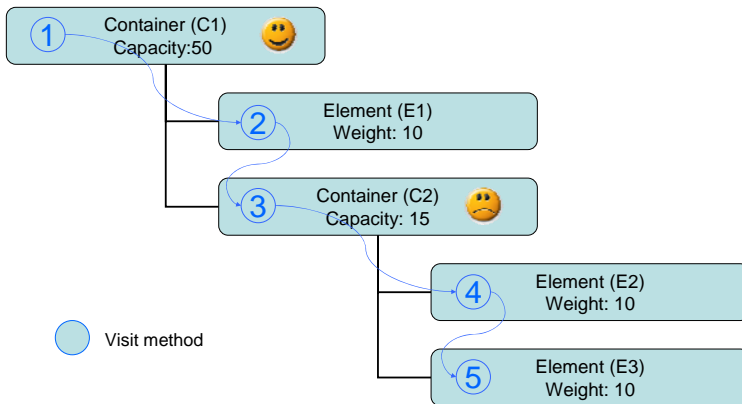 1
Container (C1)
Capacity:50
2
Element (E1)
Weight: 10
3
Container (C2)
Capacity: 15
4
Element (E2)
Weight: 10
Visit method
5
Element (E3)
Weight: 10